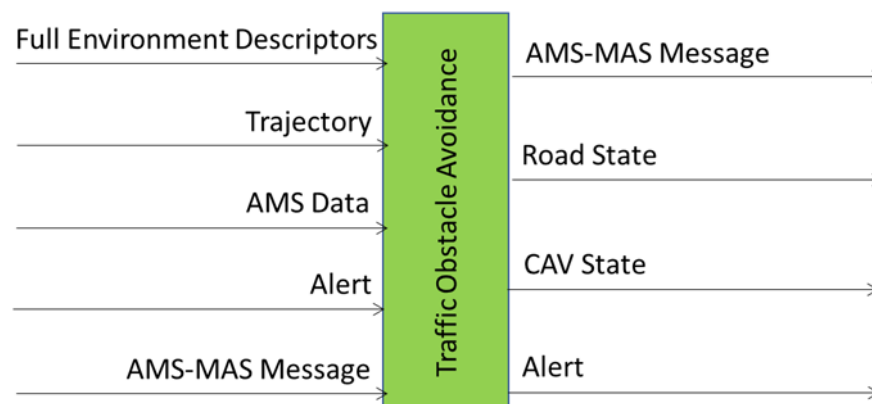 Full Environment Descriptors
Trajectory
AMS Data
Alert
AMS-MAS Message
Traffic Obstacle Avoidance
AMS-MAS Message
Road State
CAV State
Alert